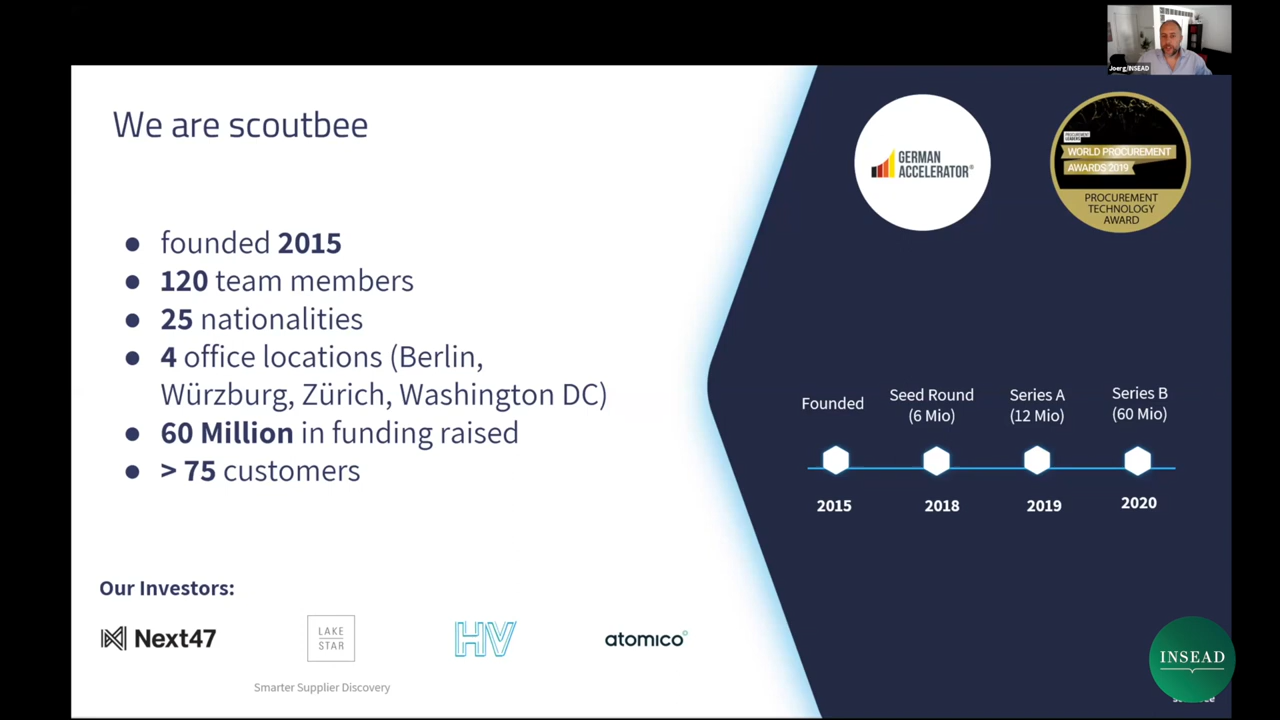 Joerg/INSEAD
We are scoutbee
founded 2015
120 team members
25 nationalities
4 office locations (Berlin,
Würzburg, Zürich, Washington DC)
60 Million in funding raised
> 75 customers
Our Investors:
Next47
LAKE
STAR
HV
atomico
Smarter Supplier Discovery
GERMAN
ACCELERATOR®
PROCUREMENT
LEADERS
WORLD PROCUREMENT
AWARDS 2019
PROCUREMENT
TECHNOLOGY
AWARD
Founded
Seed Round
(6 Mio)
Series A
(12 Mio)
Series B
(60 Mio)
2015
2018
2019
2020
INSEAD